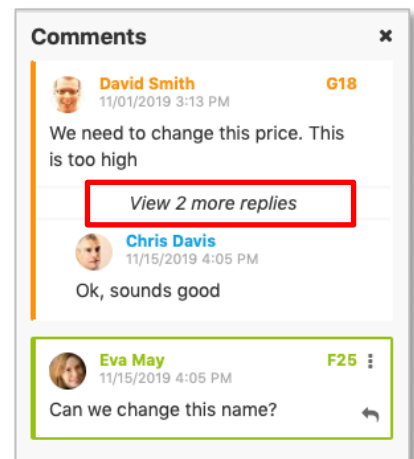 Comments
David Smith G18
11/01/2019 3:13 PM
We need to change this price. This
is too high
View 2 more replies
Chris Davis
11/15/2019 4:05 PM
Ok, sounds good
Eva May F25
11/15/2019 4:05 PM
Can we change this name?